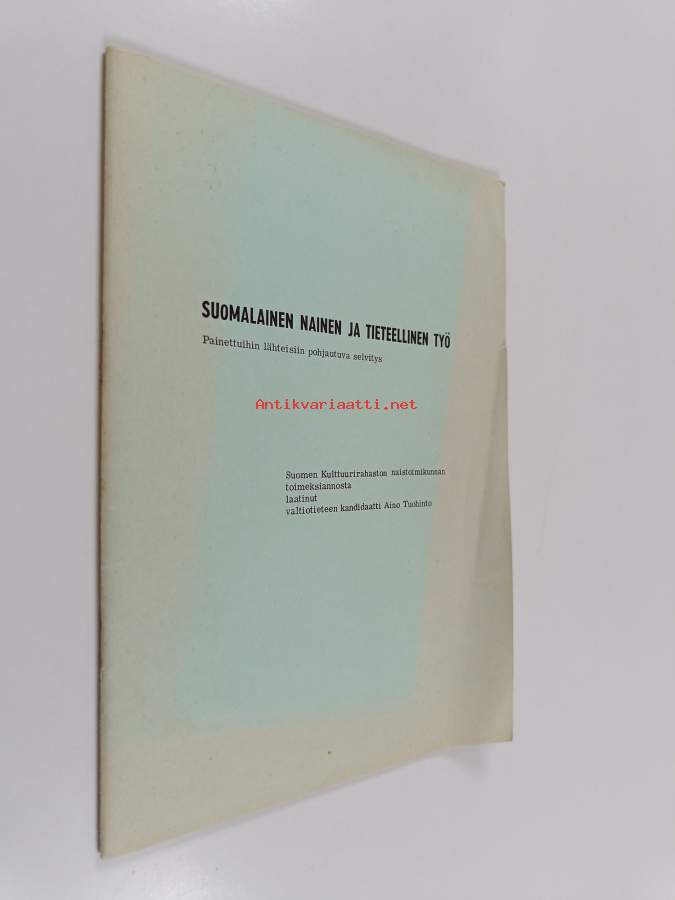 SUOMALAINEN NAINEN JA TIETEELLINEN TYÖ
Painettuihin lähteisiin pohjautuva selvitys
Antikvariaatti.net
Suomen Kulttuurirahaston naistoimikunnan
toimeksiannosta
laatinut
valtiotieteen kandidaatti Aino Tuohinto